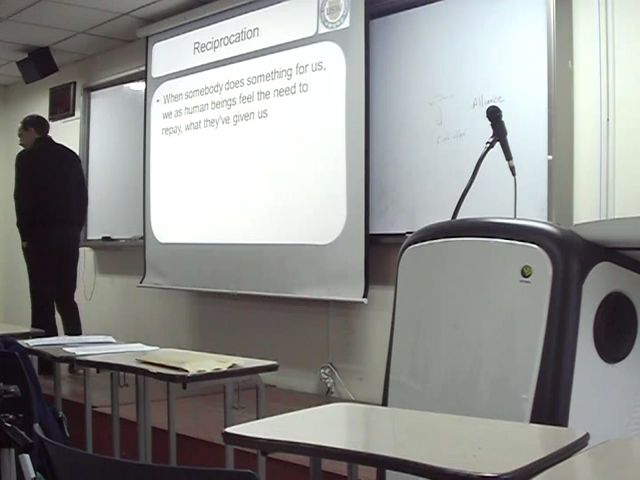 Reciprocation
• When somebody does something for us,
we as human beings feel the need to
repay, what they've given us
Alliance